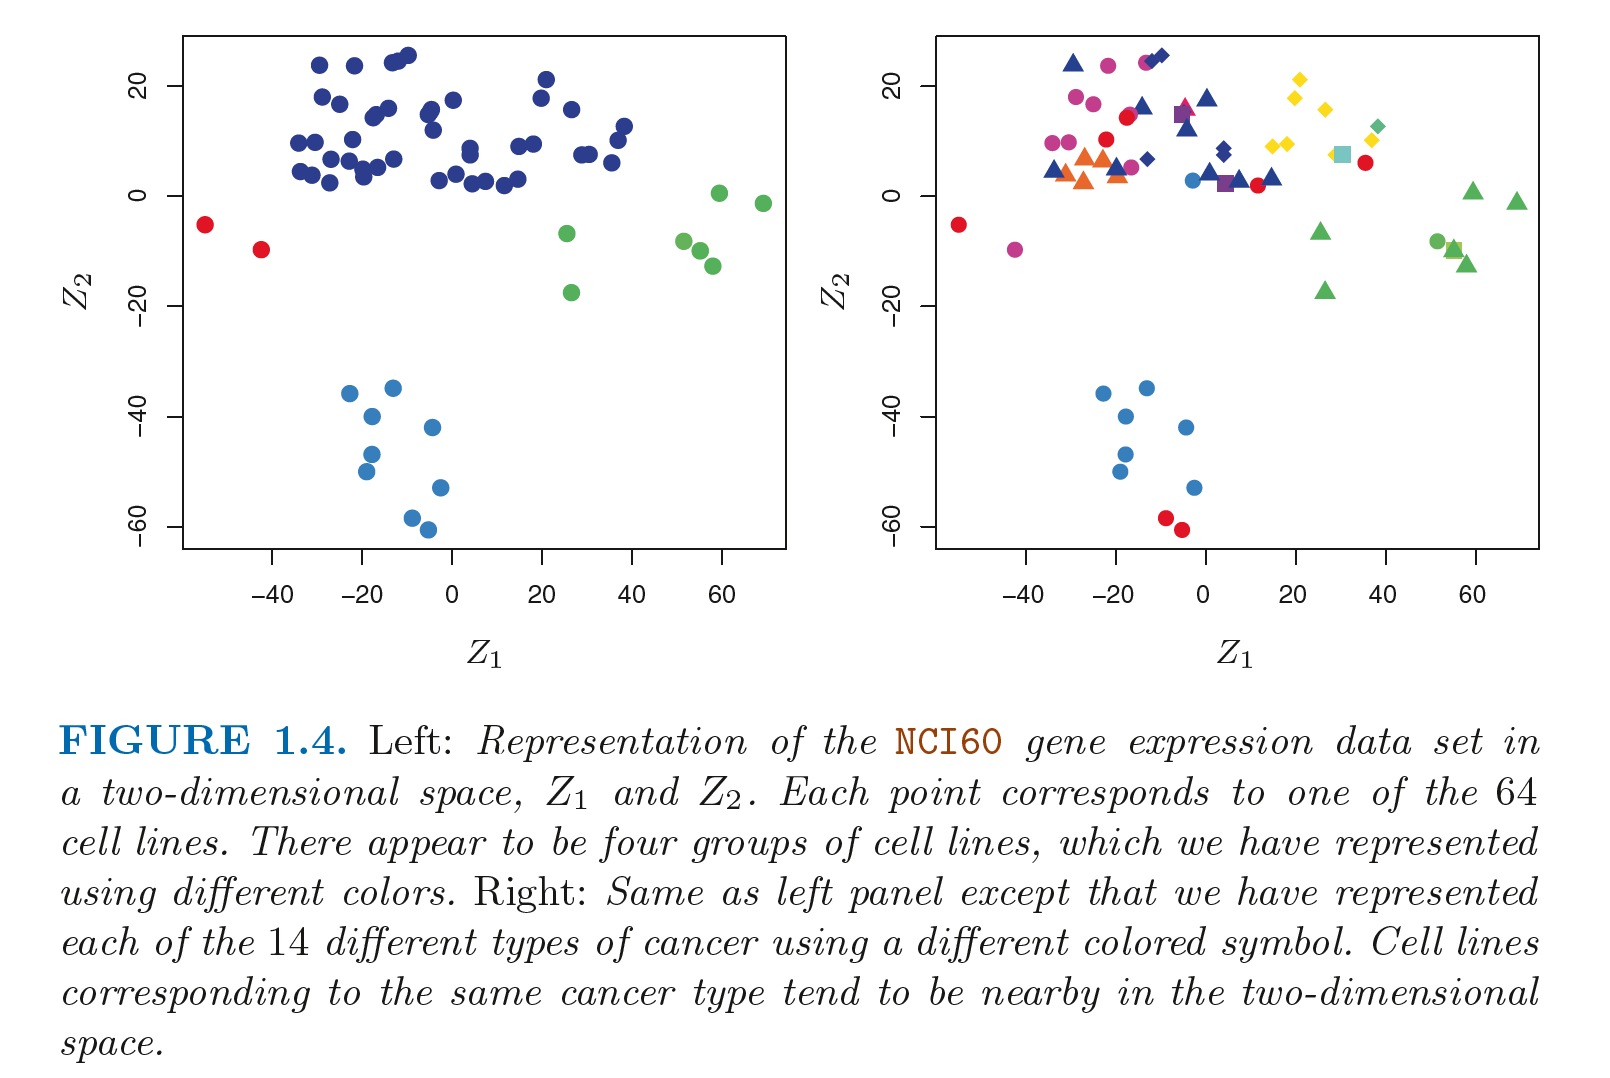 20
0
−20
−40
−60
Z2
−40 −20 0 20 40 60
Z1
20
0
−20
−40
−60
Z2
−40 −20 0 20 40 60
Z1
FIGURE 1.4. Left: Representation of the NCI60 gene expression data set in
a two-dimensional space, Z1 and Z2. Each point corresponds to one of the 64
cell lines. There appear to be four groups of cell lines, which we have represented
using different colors. Right: Same as left panel except that we have represented
each of the 14 different types of cancer using a different colored symbol. Cell lines
corresponding to the same cancer type tend to be nearby in the two-dimensional
space.